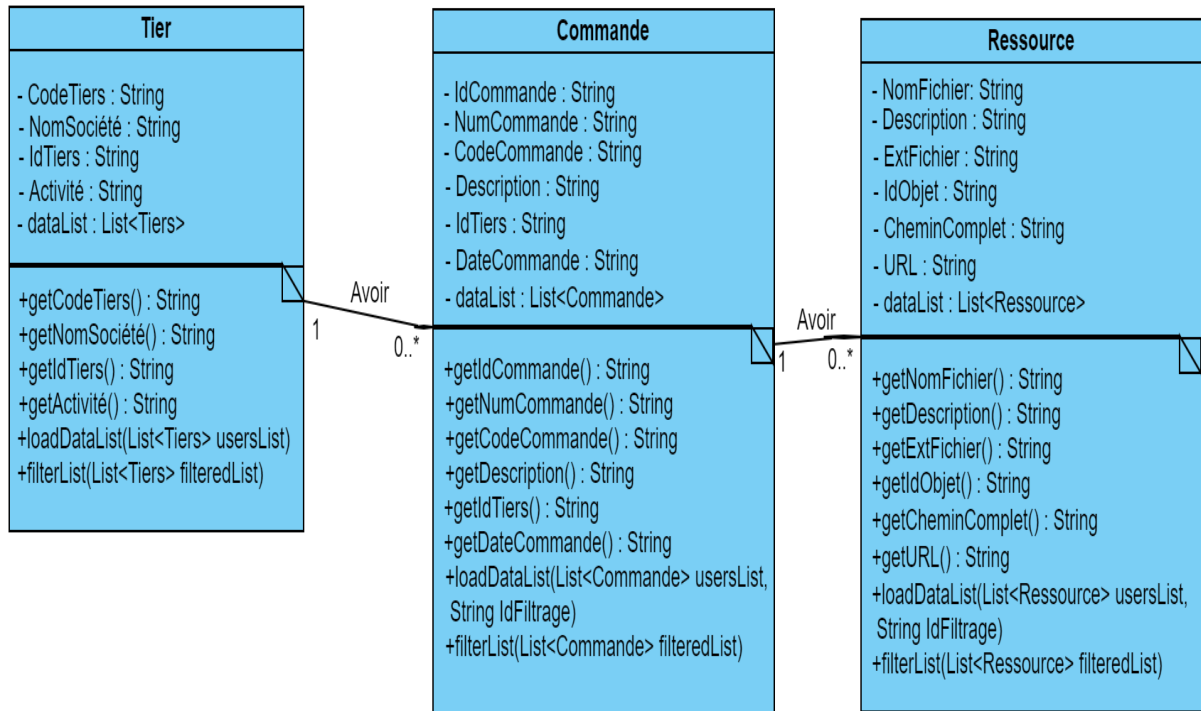 Tier
- CodeTiers : String
- NomSociété : String
- IdTiers : String
- Activité : String
- dataList : List<Tiers>
+getCodeTiers() : String
+getNomSociété() : String
+getIdTiers() : String
+getActivité() : String
+loadDataList(List<Tiers> usersList)
+filterList(List<Tiers> filteredList)
Avoir
1
0..*
Commande
- IdCommande : String
- NumCommande : String
- CodeCommande : String
- Description : String
- IdTiers : String
- DateCommande : String
- dataList : List<Commande>
+getIdCommande() : String
+getNumCommande() : String
+getCodeCommande() : String
+getDescription() : String
+getIdTiers() : String
+getDateCommande() : String
+loadDataList(List<Commande> usersList,
String IdFiltrage)
+filterList(List<Commande> filteredList)
Avoir
1
0..*
Ressource
- NomFichier: String
- Description : String
- ExtFichier : String
- IdObjet : String
- CheminComplet : String
- URL : String
- dataList : List<Ressource>
+getNomFichier() : String
+getDescription() : String
+getExtFichier() : String
+getIdObjet() : String
+getCheminComplet() : String
+getURL() : String
+loadDataList(List<Ressource> usersList,
String IdFiltrage)
+filterList(List<Ressource> filteredList)